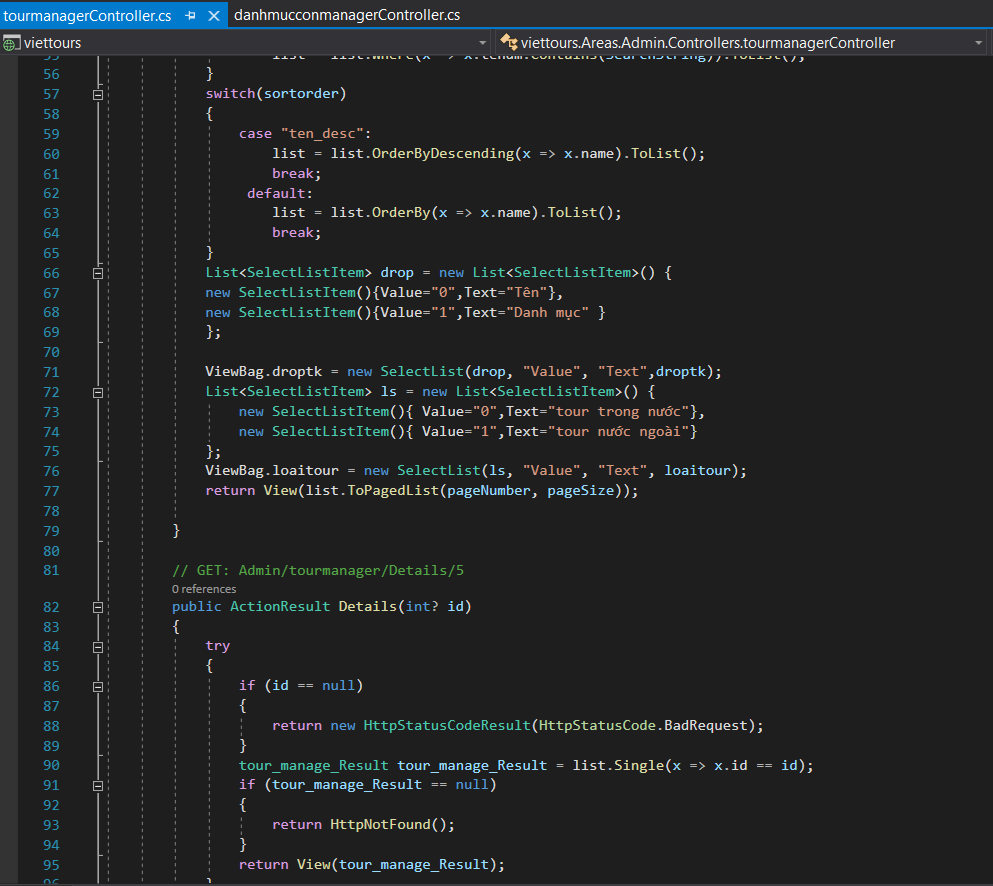 tourmanagerController.cs
danhmucconmanagerController.cs
viettours
viettours.Areas.Admin.Controllers.tourmanagerController
55 list = list.Where(x => x.tendm.Contains(SearchString)).ToList();
56 }
57 switch(sortorder)
58 {
59 case "ten_desc":
60 list = list.OrderByDescending(x => x.name).ToList();
61 break;
62 default:
63 list = list.OrderBy(x => x.name).ToList();
64 break;
65 }
66 List<SelectListItem> drop = new List<SelectListItem>() {
67 new SelectListItem(){Value="0",Text="Tên"},
68 new SelectListItem(){Value="1",Text="Danh mục" }
69 };
70
71 ViewBag.droptk = new SelectList(drop, "Value", "Text",droptk);
72 List<SelectListItem> ls = new List<SelectListItem>() {
73 new SelectListItem(){ Value="0",Text="tour trong nước"},
74 new SelectListItem(){ Value="1",Text="tour nước ngoài"}
75 };
76 ViewBag.loaitour = new SelectList(ls, "Value", "Text", loaitour);
77 return View(list.ToPagedList(pageNumber, pageSize));
78
79 }
80
81 // GET: Admin/tourmanager/Details/5
0 references
82 public ActionResult Details(int? id)
83 {
84 try
85 {
86 if (id == null)
87 {
88 return new HttpStatusCodeResult(HttpStatusCode.BadRequest);
89 }
90 tour_manage_Result tour_manage_Result = list.Single(x => x.id == id);
91 if (tour_manage_Result == null)
92 {
93 return HttpNotFound();
94 }
95 return View(tour_manage_Result);
96 }